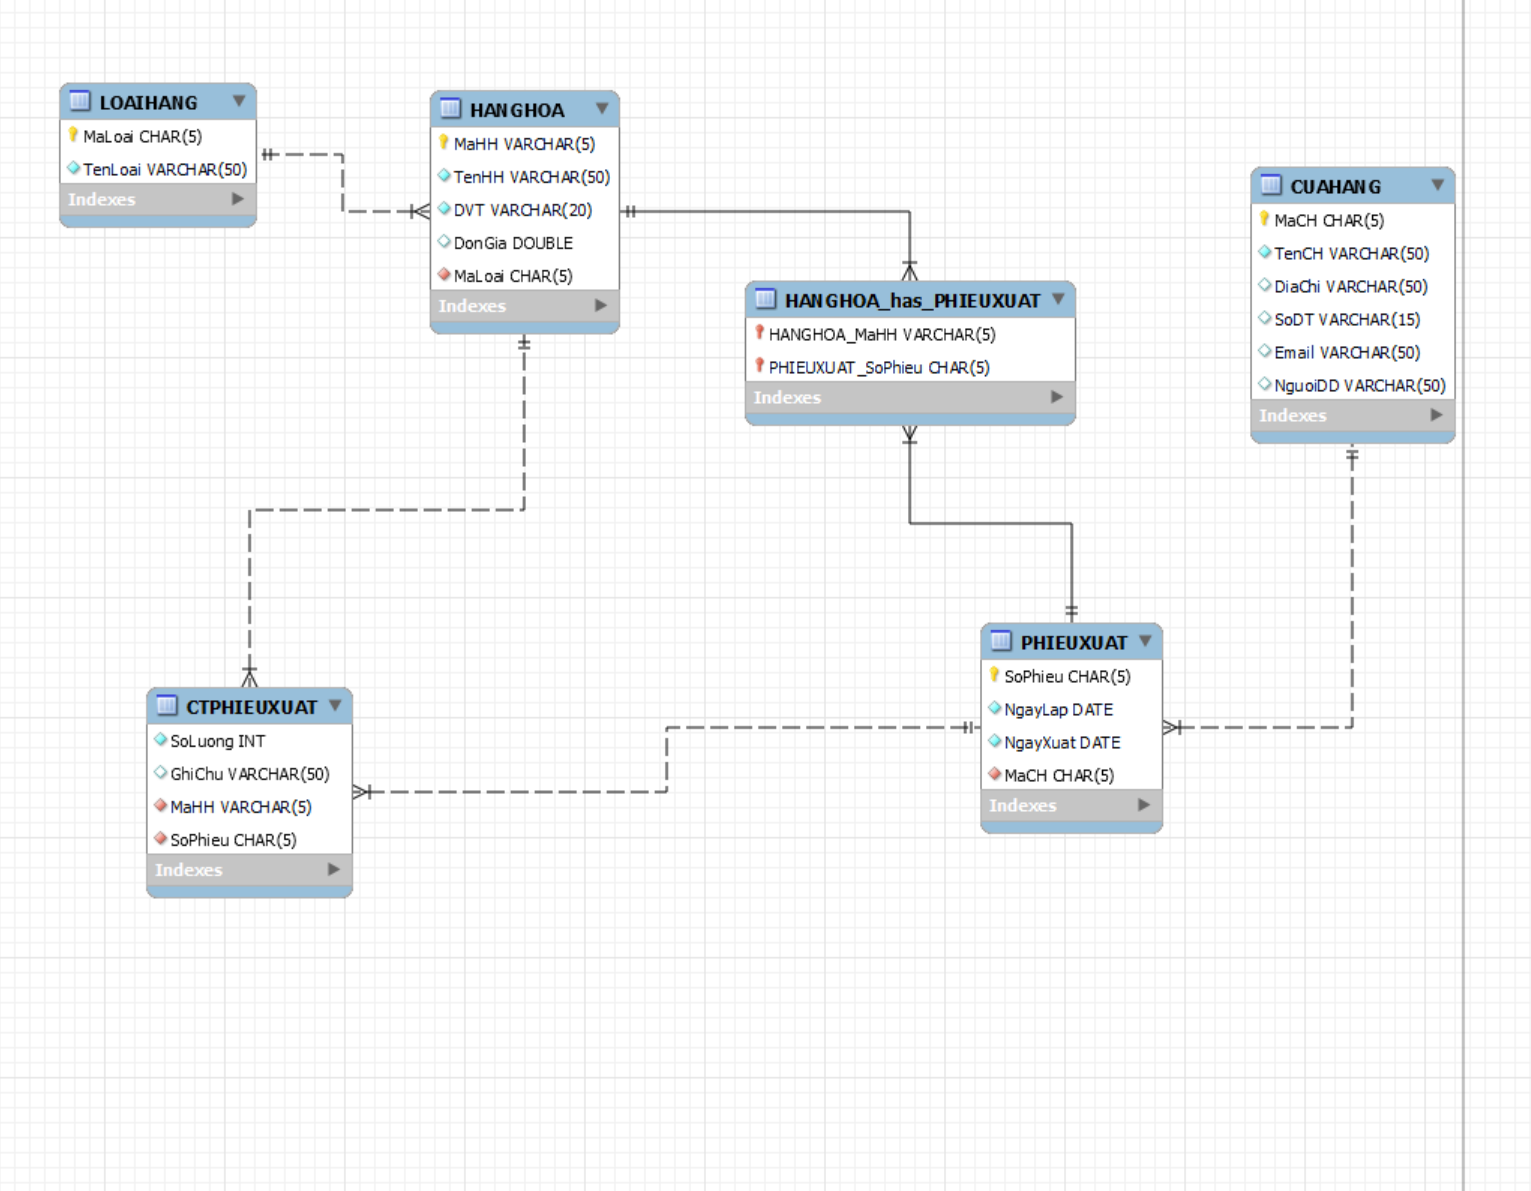 LOAIHANG
MaLoai CHAR(5)
TenLoai VARCHAR(50)
Indexes
HANGHOA
MaHH VARCHAR(5)
TenHH VARCHAR(50)
DVT VARCHAR(20)
DonGia DOUBLE
MaLoai CHAR(5)
Indexes
HANGHOA_has_PHIEUXUAT
HANGHOA_MaHH VARCHAR(5)
PHIEUXUAT_SoPhieu CHAR(5)
Indexes
CUAHANG
MaCH CHAR(5)
TenCH VARCHAR(50)
DiaChi VARCHAR(50)
SoDT VARCHAR(15)
Email VARCHAR(50)
NguoiDD VARCHAR(50)
Indexes
CTPHIEUXUAT
SoLuong INT
GhiChu VARCHAR(50)
MaHH VARCHAR(5)
SoPhieu CHAR(5)
Indexes
PHIEUXUAT
SoPhieu CHAR(5)
NgayLap DATE
NgayXuat DATE
MaCH CHAR(5)
Indexes